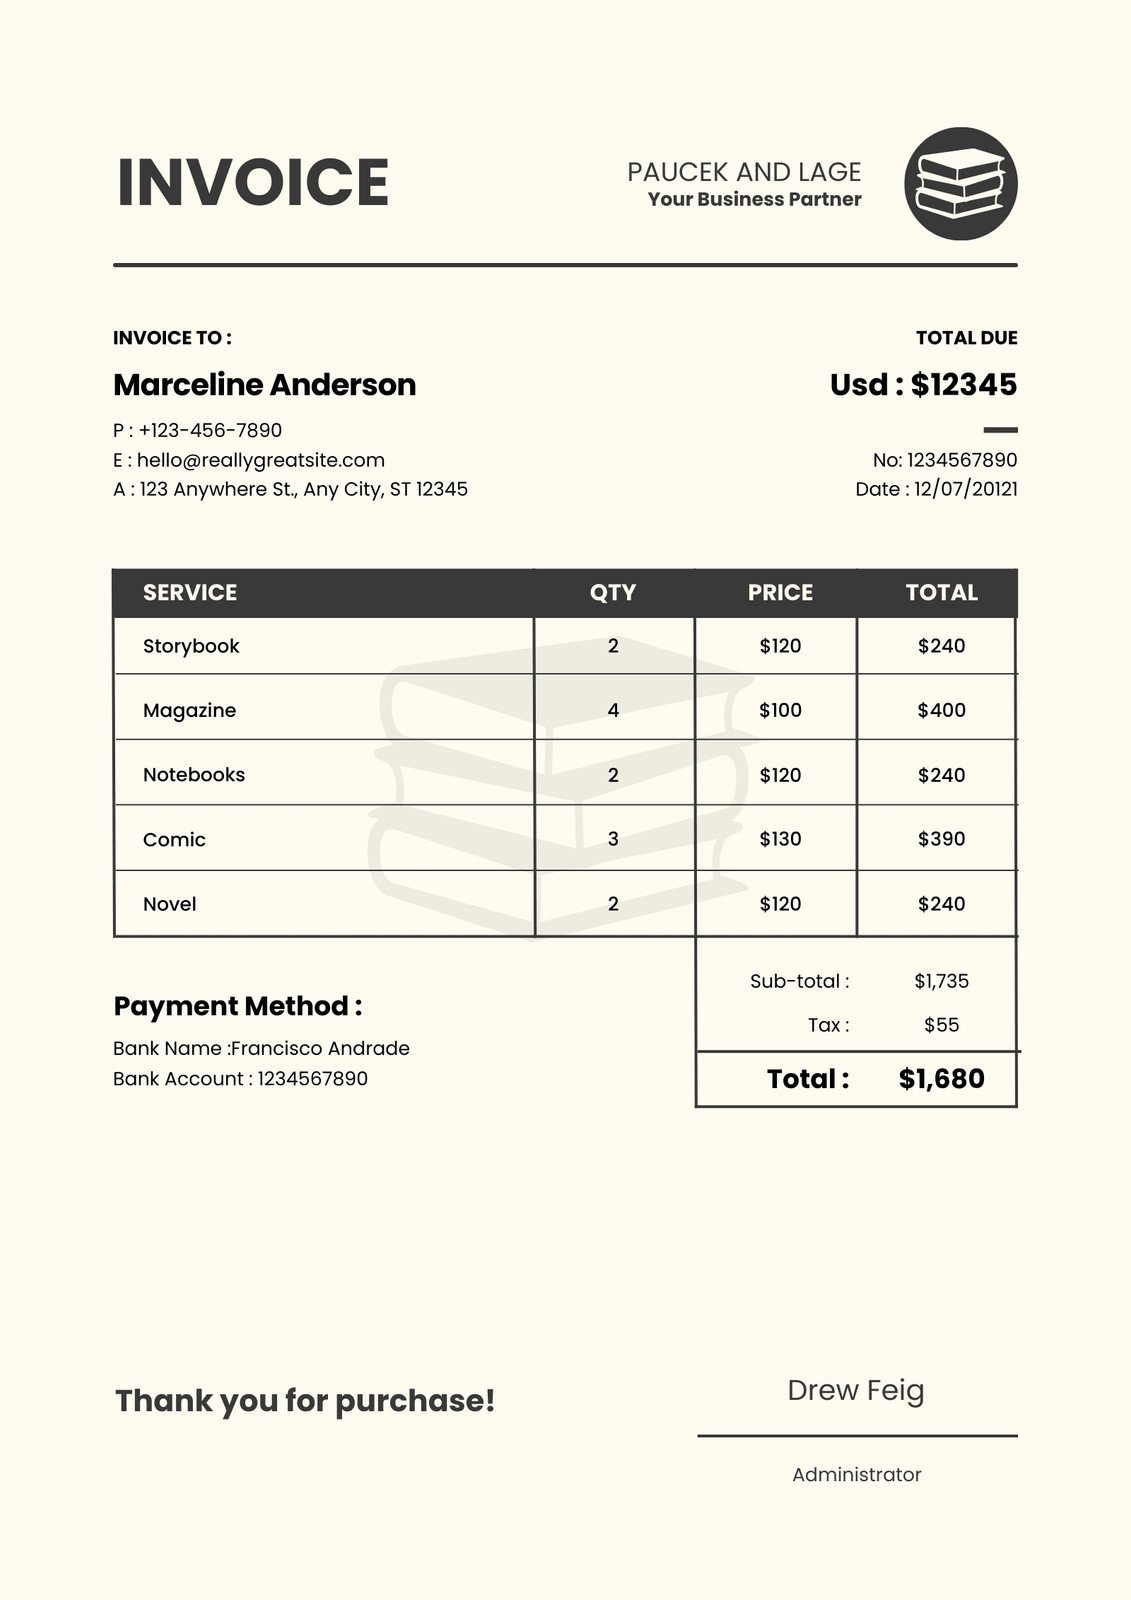 INVOICE
PAUCEK AND LAGE
Your Business Partner
INVOICE TO :
Marceline Anderson
P : +123-456-7890
E : hello@reallygreatsite.com
A : 123 Anywhere St., Any City, ST 12345
TOTAL DUE
Usd : $12345
No: 1234567890
Date : 12/07/20121
SERVICE QTY PRICE TOTAL
Storybook 2 $120 $240
Magazine 4 $100 $400
Notebooks 2 $120 $240
Comic 3 $130 $390
Novel 2 $120 $240
Sub-total : $1,735
Tax : $55
Total : $1,680
Payment Method :
Bank Name :Francisco Andrade
Bank Account : 1234567890
Thank you for purchase!
Drew Feig
Administrator